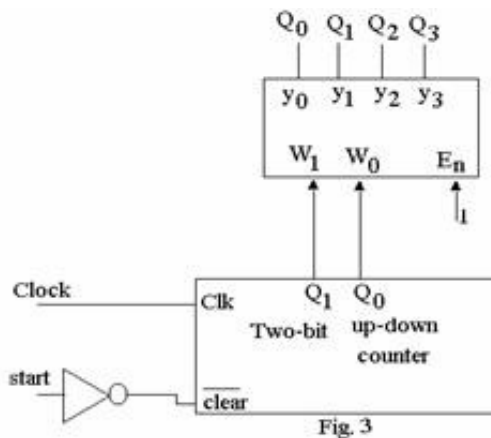 Q0 Q1 Q2 Q3
y0 y1 y2 y3
W1 W0 En
1
Clock
Clk
Q1 Q0
Two-bit up-down
counter
start
clear
Fig. 3